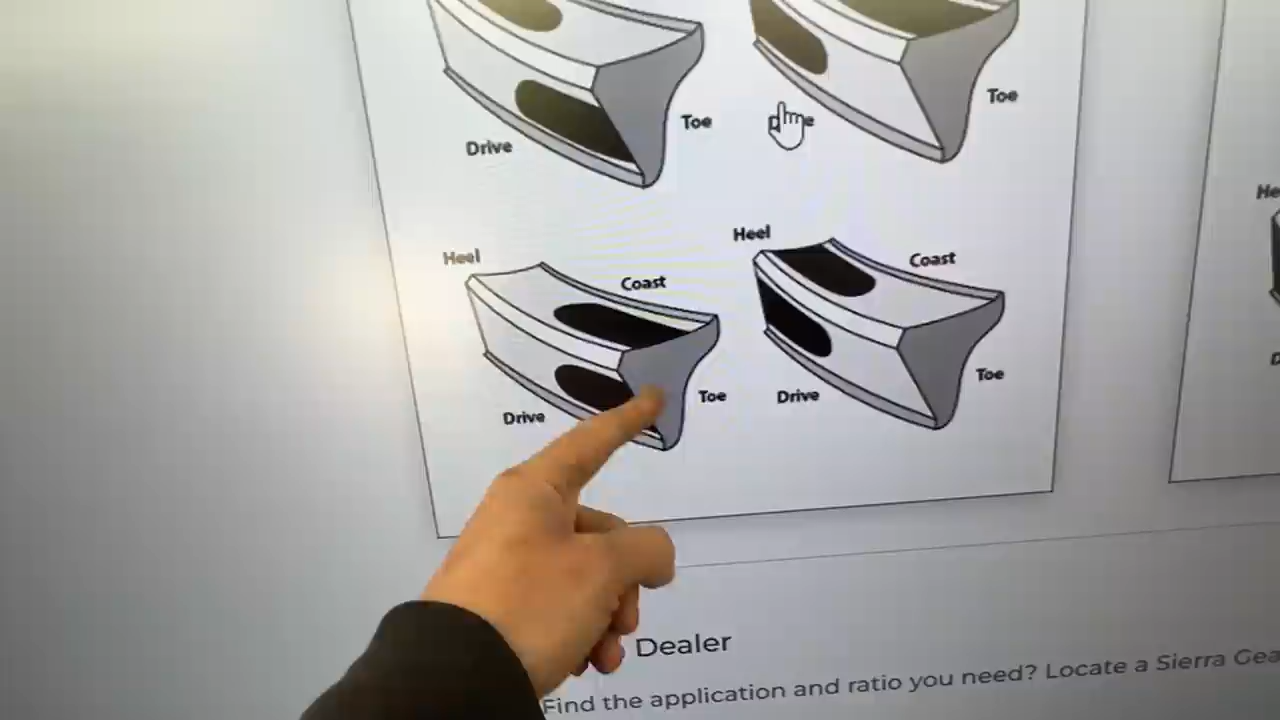 Toe
Toe
Drive
Heel
Coast
Heel
Coast
Drive
Toe
Drive
Toe
Dealer
Find the application and ratio you need? Locate a Sierra Gea
He
D